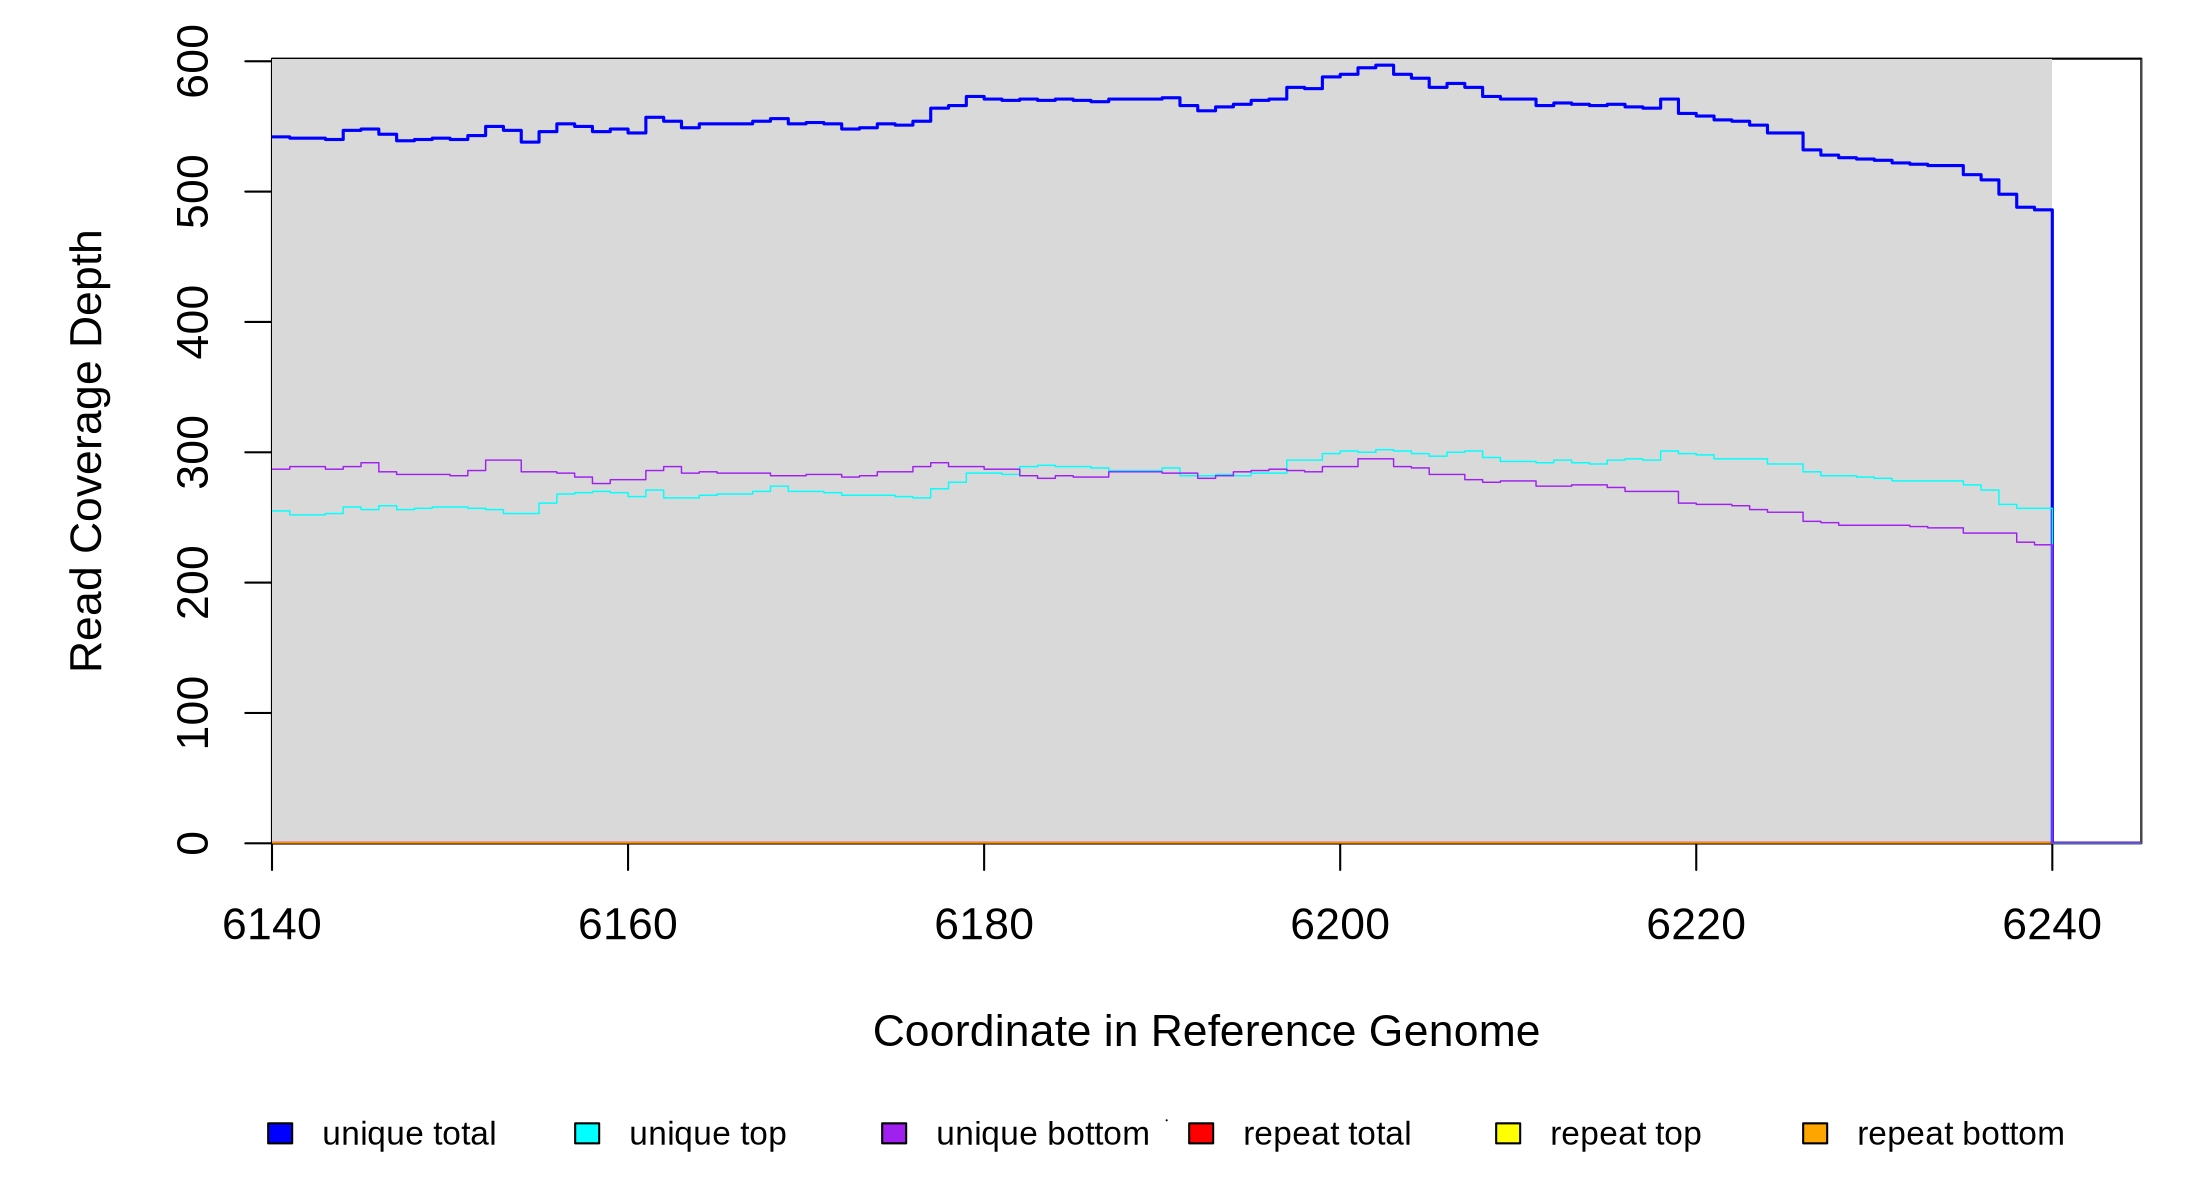 600
500
400
300
200
100
0
Read Coverage Depth
6140 6160 6180 6200 6220 6240
Coordinate in Reference Genome
unique total unique top unique bottom repeat total repeat top repeat bottom